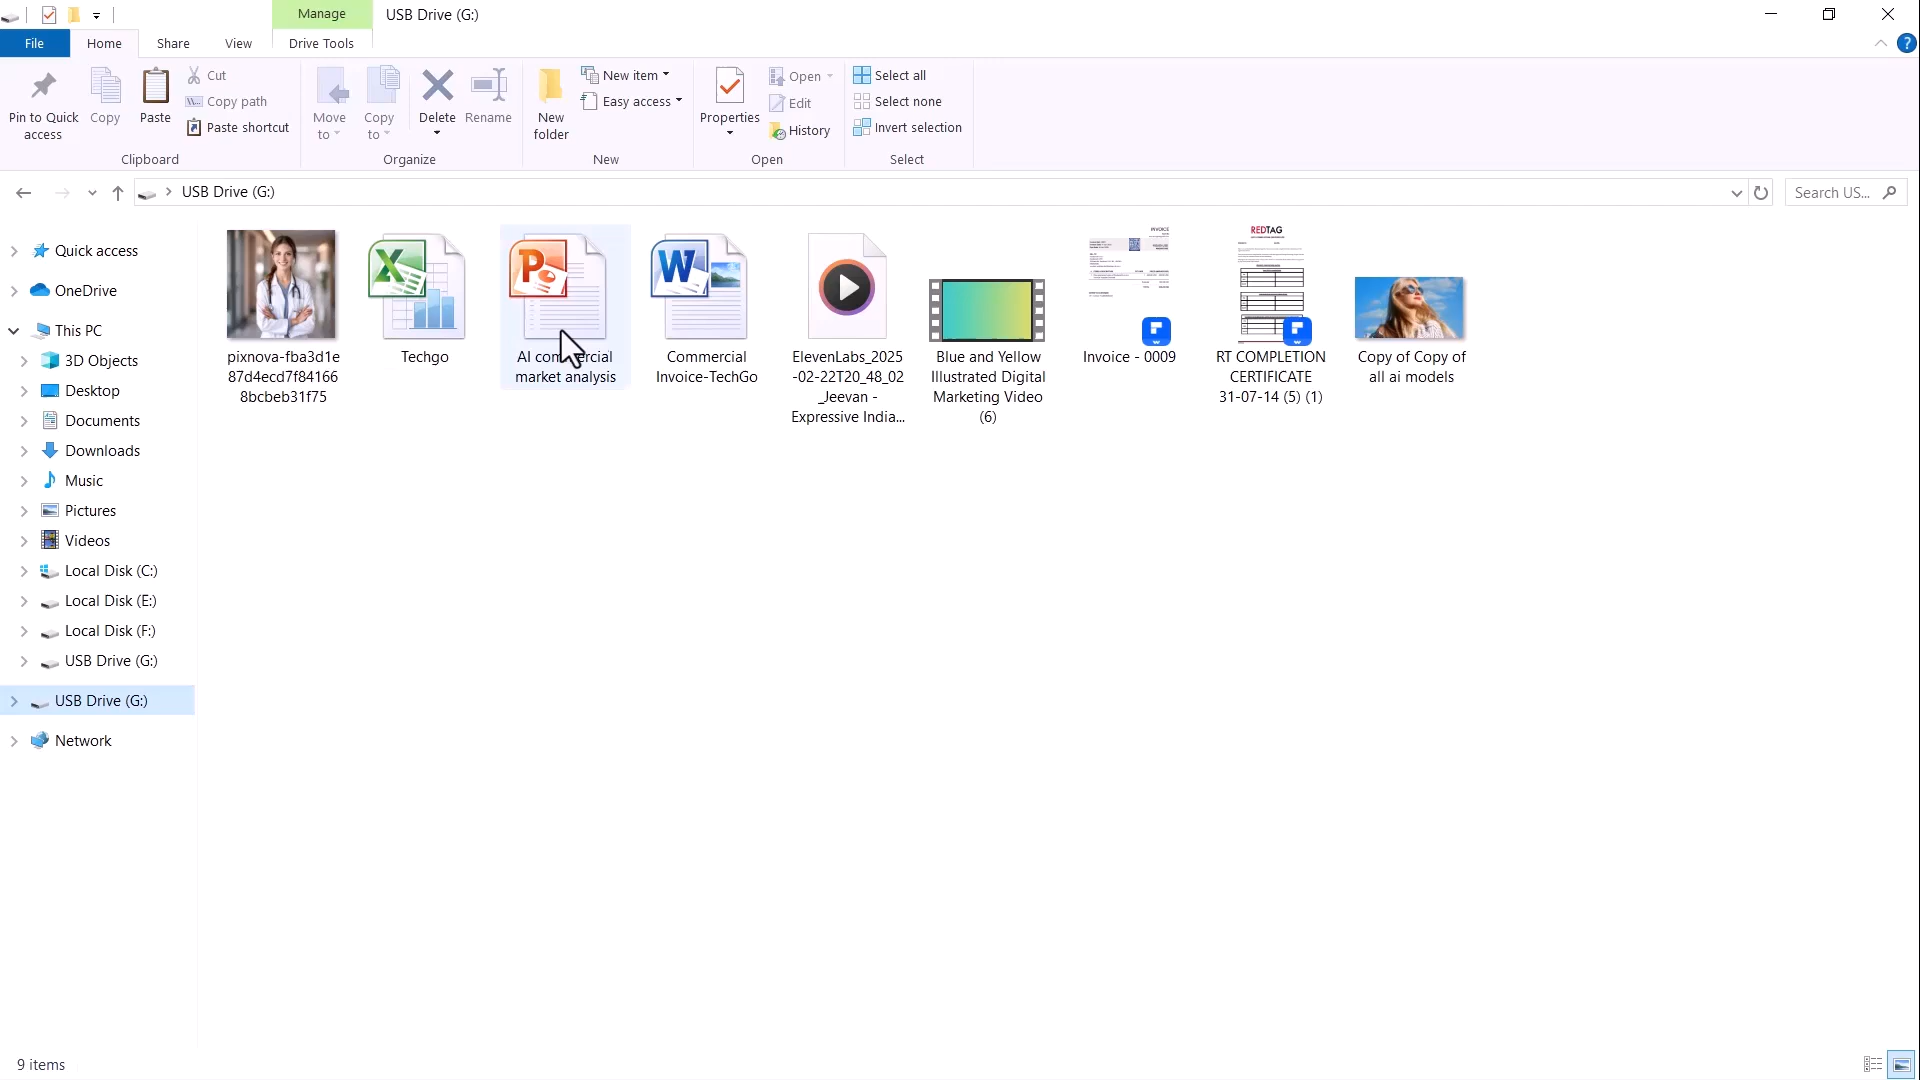 Manage
USB Drive (G:)
File
Home
Share
View
Drive Tools
Pin to Quick
access
Copy
Paste
Cut
Copy path
Paste shortcut
Clipboard
Move
to
Copy
to
Delete
Rename
Organize
New
folder
New item
Easy access
New
Properties
Open
Edit
History
Open
Select all
Select none
Invert selection
Select
USB Drive (G:)
Search US...
Quick access
OneDrive
This PC
3D Objects
Desktop
Documents
Downloads
Music
Pictures
Videos
Local Disk (C:)
Local Disk (E:)
Local Disk (F:)
USB Drive (G:)
USB Drive (G:)
Network
pixnova-fba3d1e
87d4ecd7f84166
8bcbeb31f75
Techgo
AI commercial
market analysis
Commercial
Invoice-TechGo
ElevenLabs_2025
-02-22T20_48_02
_Jeevan -
Expressive India...
Blue and Yellow
Illustrated Digital
Marketing Video
(6)
INVOICE
Invoice - 0009
REDTAG
RT COMPLETION
CERTIFICATE
31-07-14 (5) (1)
Copy of Copy of
all ai models
9 items